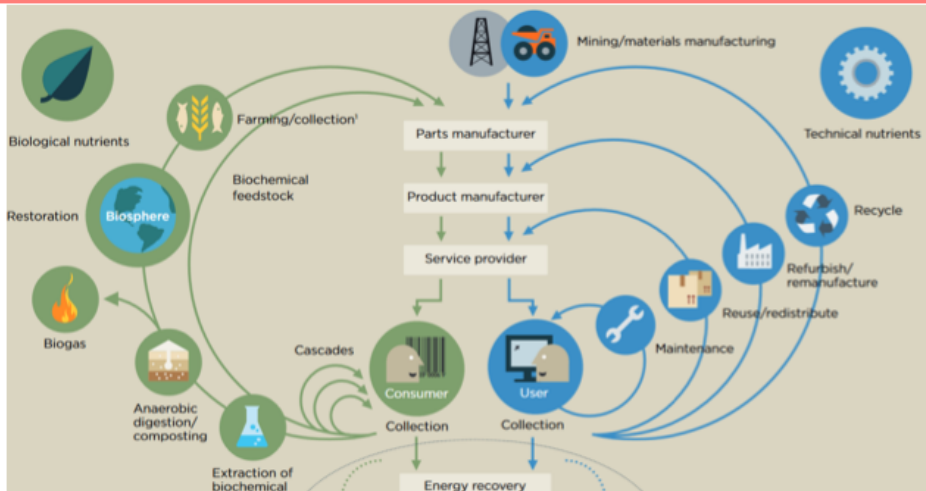 Mining/materials manufacturing
Biological nutrients
Farming/collection¹
Parts manufacturer
Technical nutrients
Biochemical
feedstock
Product manufacturer
Restoration
Biosphere
Recycle
Service provider
Refurbish/
remanufacture
Reuse/redistribute
Biogas
Cascades
Maintenance
Consumer
User
Anaerobic
digestion/
composting
Collection
Collection
Extraction of
biochemical
Energy recovery